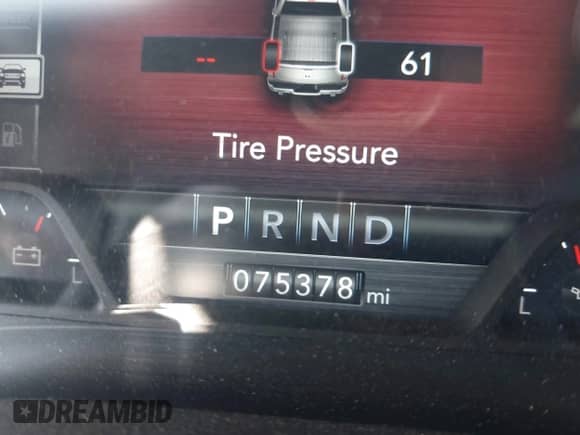 -- 61
Tire Pressure
P R N D
L L
075378 mi
DREAMBID